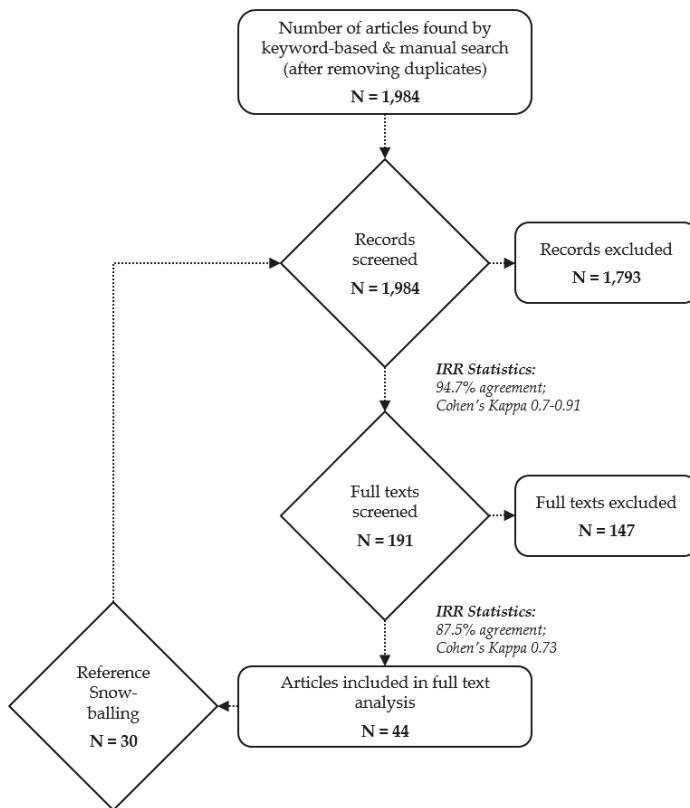 Number of articles found by
keyword-based & manual search
(after removing duplicates)
N = 1,984
Records
screened
N = 1,984
Records excluded
N = 1,793
IRR Statistics:
94.7% agreement;
Cohen's Kappa 0.7-0.91
Full texts
screened
N = 191
Full texts excluded
N = 147
IRR Statistics:
87.5% agreement;
Cohen's Kappa 0.73
Articles included in full text
analysis
N = 44
Reference
Snow-
balling
N = 30